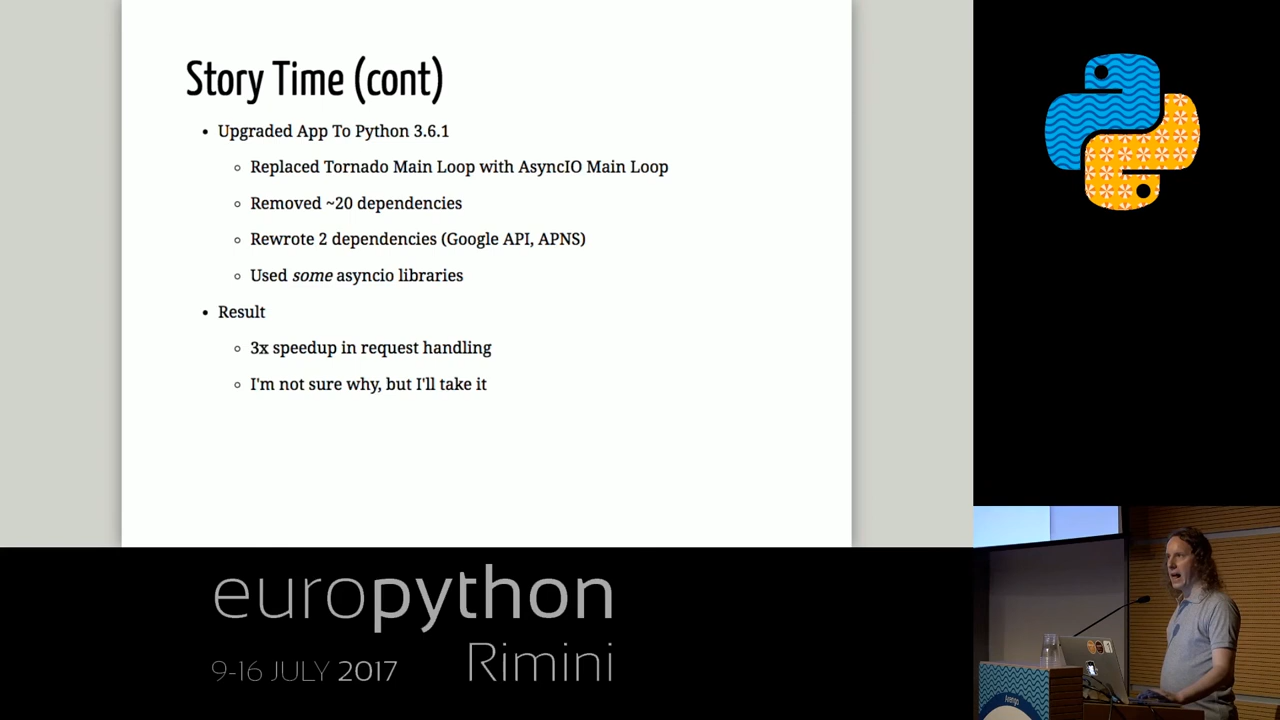 Story Time (cont)
• Upgraded App To Python 3.6.1
◦ Replaced Tornado Main Loop with AsyncIO Main Loop
◦ Removed ~20 dependencies
◦ Rewrote 2 dependencies (Google API, APNS)
◦ Used some asyncio libraries
• Result
◦ 3x speedup in request handling
◦ I'm not sure why, but I'll take it
europython
9-16 JULY 2017 Rimini
Arengo